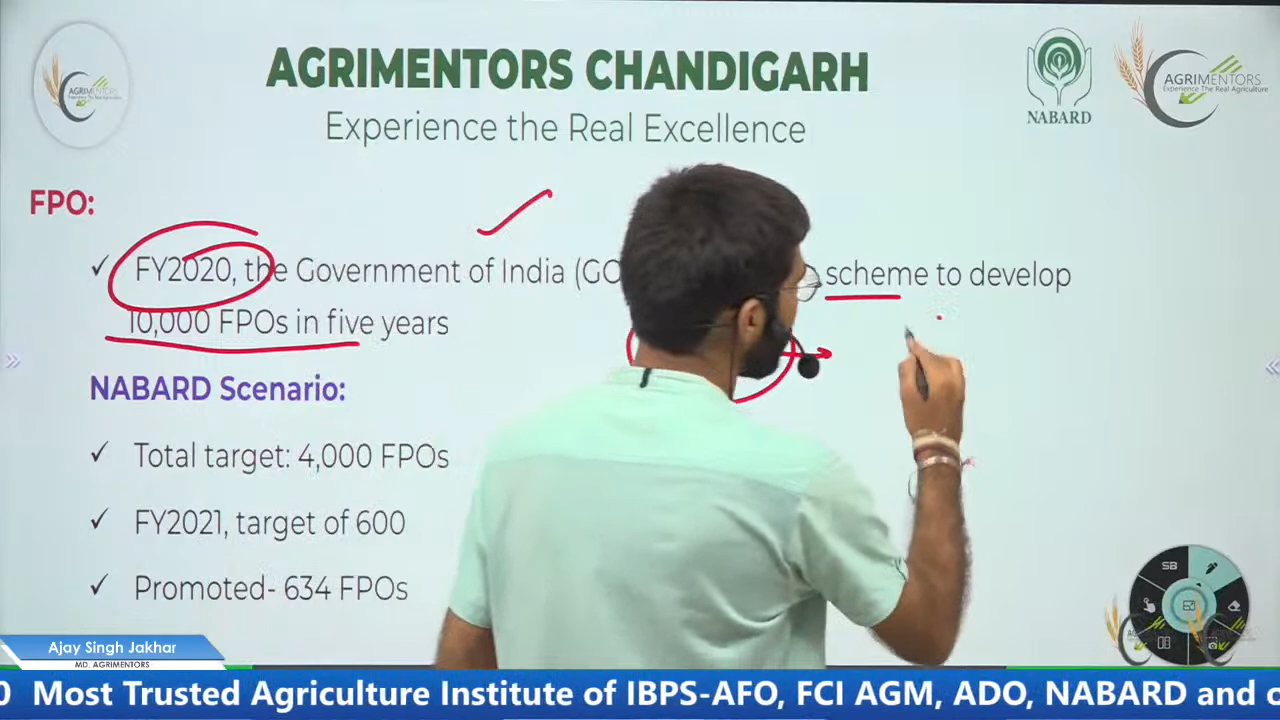 AGRIMENTORS CHANDIGARH
Experience the Real Excellence
NABARD
AGRIMENTORS
Experience The Real Agriculture
FPO:
✓ FY2020, the Government of India (GO scheme to develop
10,000 FPOs in five years
NABARD Scenario:
✓ Total target: 4,000 FPOs
✓ FY2021, target of 600
✓ Promoted- 634 FPOs
SB
Ajay Singh Jakhar
MD. AGRIMENTORS
0 Most Trusted Agriculture Institute of IBPS-AFO, FCI AGM, ADO, NABARD and o